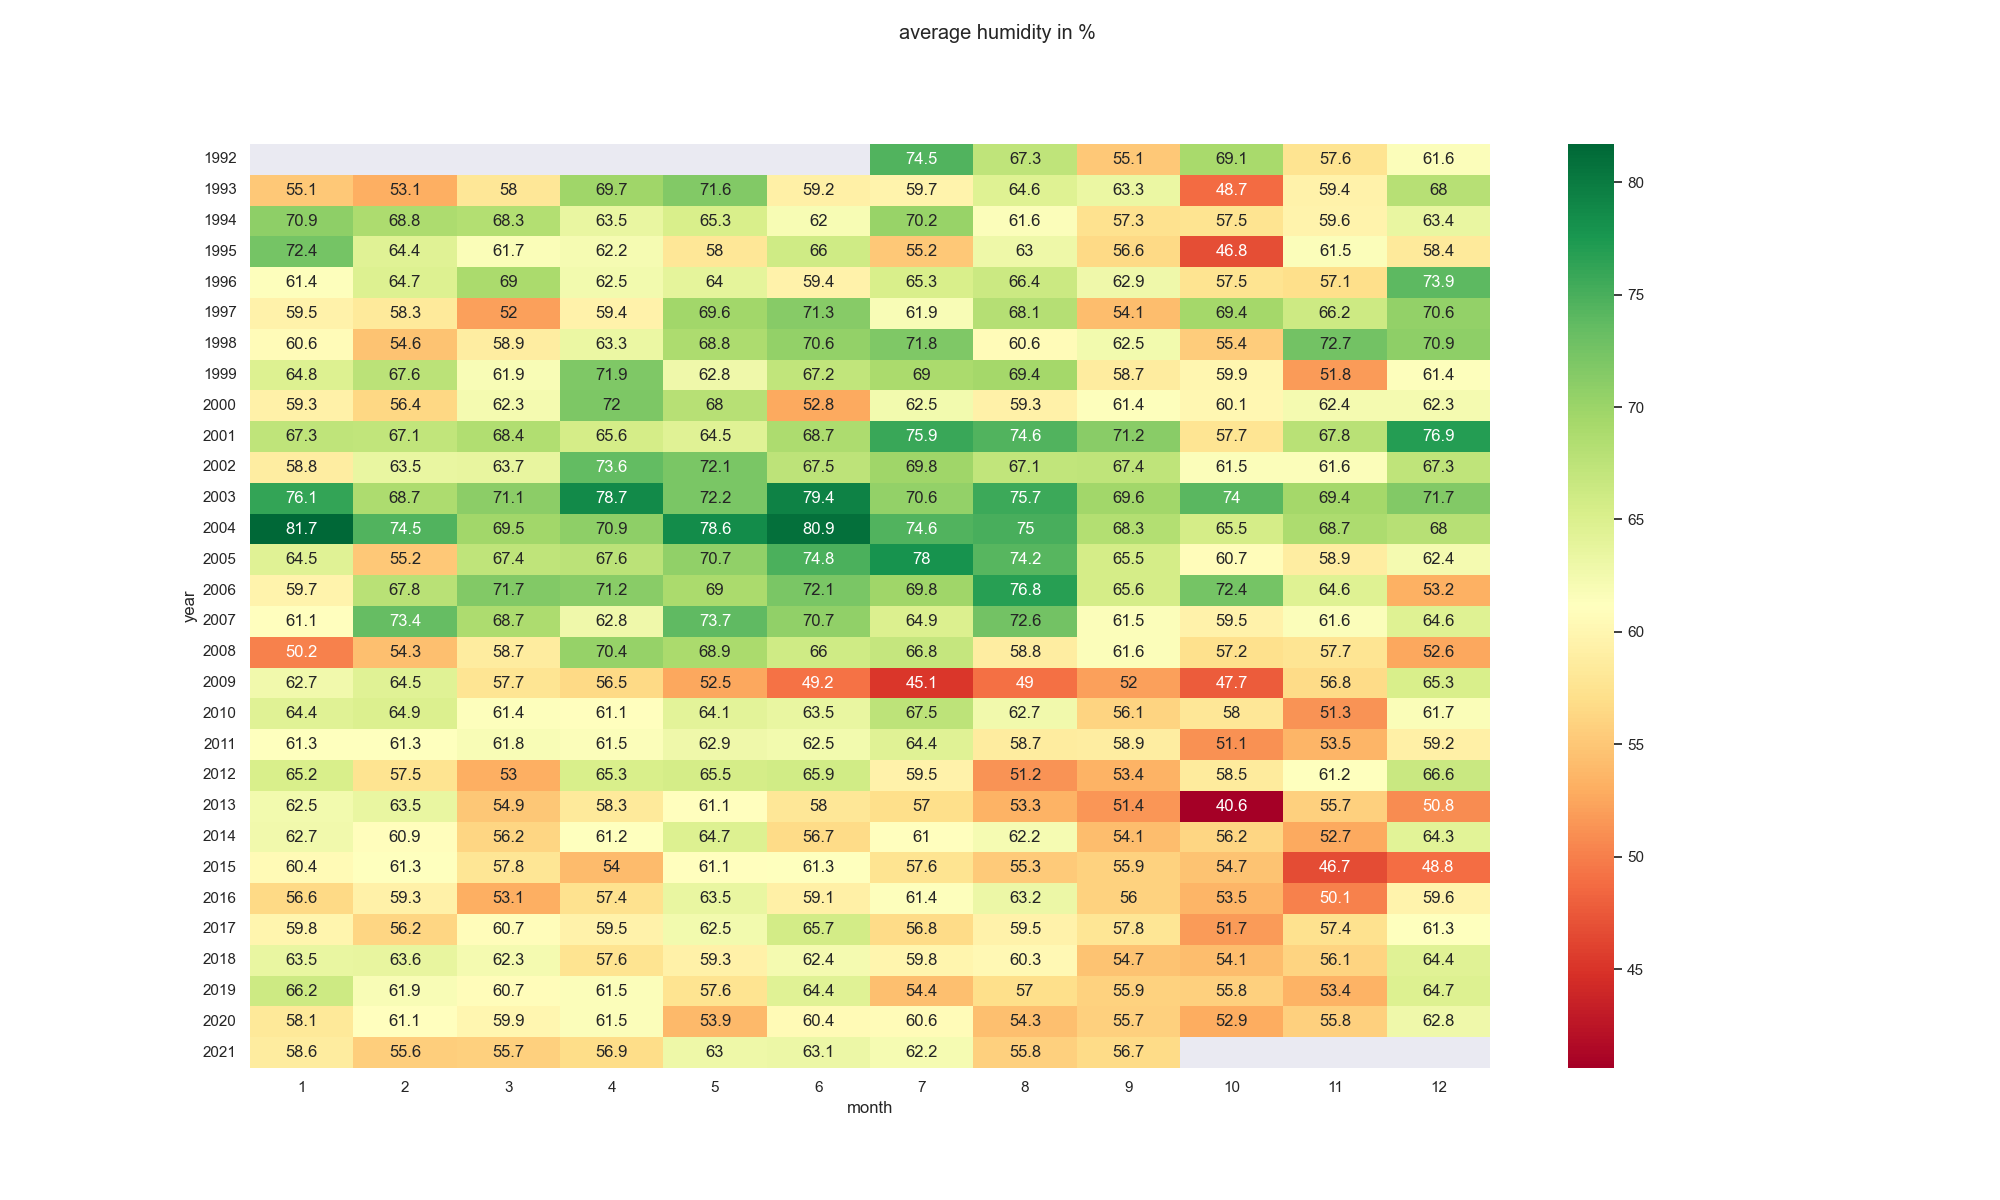 average humidity in %
1992 74.5 67.3 55.1 69.1 57.6 61.6
1993 55.1 53.1 58 69.7 71.6 59.2 59.7 64.6 63.3 48.7 59.4 68
1994 70.9 68.8 68.3 63.5 65.3 62 70.2 61.6 57.3 57.5 59.6 63.4
1995 72.4 64.4 61.7 62.2 58 66 55.2 63 56.6 46.8 61.5 58.4
1996 61.4 64.7 69 62.5 64 59.4 65.3 66.4 62.9 57.5 57.1 73.9
1997 59.5 58.3 52 59.4 69.6 71.3 61.9 68.1 54.1 69.4 66.2 70.6
1998 60.6 54.6 58.9 63.3 68.8 70.6 71.8 60.6 62.5 55.4 72.7 70.9
1999 64.8 67.6 61.9 71.9 62.8 67.2 69 69.4 58.7 59.9 51.8 61.4
2000 59.3 56.4 62.3 72 68 52.8 62.5 59.3 61.4 60.1 62.4 62.3
2001 67.3 67.1 68.4 65.6 64.5 68.7 75.9 74.6 71.2 57.7 67.8 76.9
2002 58.8 63.5 63.7 73.6 72.1 67.5 69.8 67.1 67.4 61.5 61.6 67.3
2003 76.1 68.7 71.1 78.7 72.2 79.4 70.6 75.7 69.6 74 69.4 71.7
2004 81.7 74.5 69.5 70.9 78.6 80.9 74.6 75 68.3 65.5 68.7 68
2005 64.5 55.2 67.4 67.6 70.7 74.8 78 74.2 65.5 60.7 58.9 62.4
2006 59.7 67.8 71.7 71.2 69 72.1 69.8 76.8 65.6 72.4 64.6 53.2
2007 61.1 73.4 68.7 62.8 73.7 70.7 64.9 72.6 61.5 59.5 61.6 64.6
2008 50.2 54.3 58.7 70.4 68.9 66 66.8 58.8 61.6 57.2 57.7 52.6
2009 62.7 64.5 57.7 56.5 52.5 49.2 45.1 49 52 47.7 56.8 65.3
2010 64.4 64.9 61.4 61.1 64.1 63.5 67.5 62.7 56.1 58 51.3 61.7
2011 61.3 61.3 61.8 61.5 62.9 62.5 64.4 58.7 58.9 51.1 53.5 59.2
2012 65.2 57.5 53 65.3 65.5 65.9 59.5 51.2 53.4 58.5 61.2 66.6
2013 62.5 63.5 54.9 58.3 61.1 58 57 53.3 51.4 40.6 55.7 50.8
2014 62.7 60.9 56.2 61.2 64.7 56.7 61 62.2 54.1 56.2 52.7 64.3
2015 60.4 61.3 57.8 54 61.1 61.3 57.6 55.3 55.9 54.7 46.7 48.8
2016 56.6 59.3 53.1 57.4 63.5 59.1 61.4 63.2 56 53.5 50.1 59.6
2017 59.8 56.2 60.7 59.5 62.5 65.7 56.8 59.5 57.8 51.7 57.4 61.3
2018 63.5 63.6 62.3 57.6 59.3 62.4 59.8 60.3 54.7 54.1 56.1 64.4
2019 66.2 61.9 60.7 61.5 57.6 64.4 54.4 57 55.9 55.8 53.4 64.7
2020 58.1 61.1 59.9 61.5 53.9 60.4 60.6 54.3 55.7 52.9 55.8 62.8
2021 58.6 55.6 55.7 56.9 63 63.1 62.2 55.8 56.7
1 2 3 4 5 6 7 8 9 10 11 12
month
year
80
75
70
65
60
55
50
45